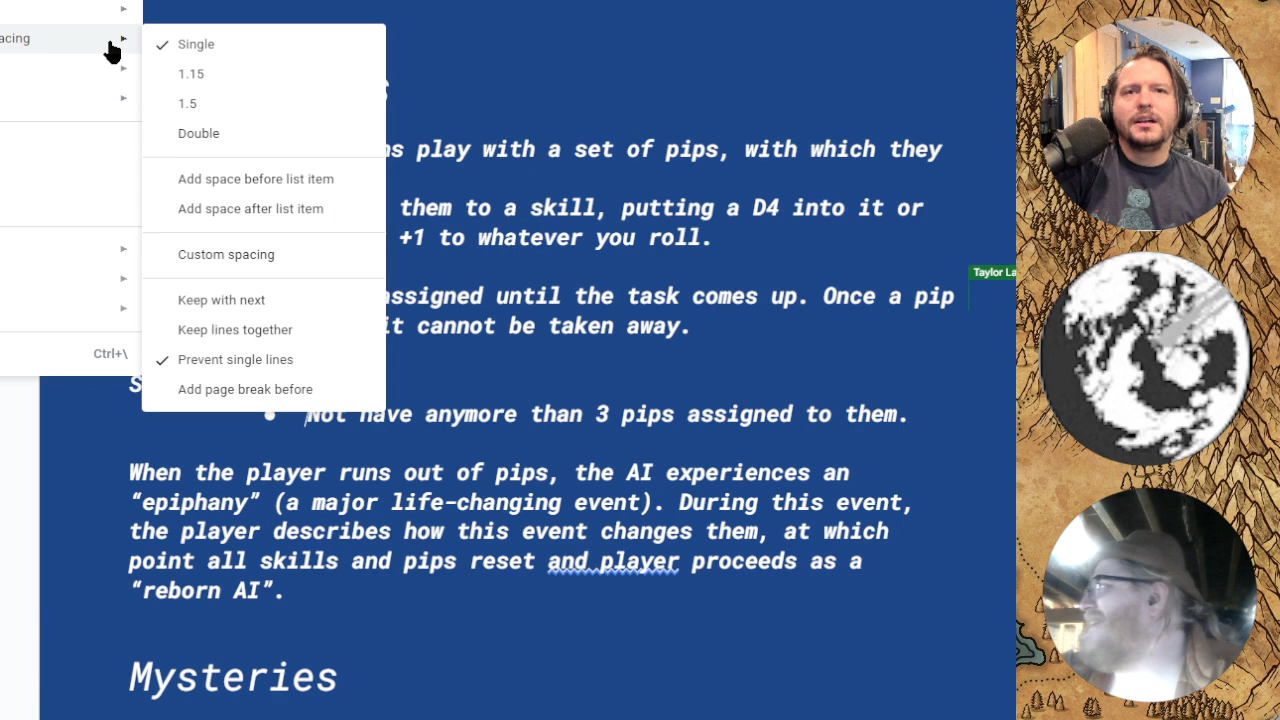 acing
Ctrl+\
Single
1.15
1.5
Double
Add space before list item
Add space after list item
Custom spacing
Keep with next
Keep lines together
Prevent single lines
Add page break before
play with a set of pips, with which they
them to a skill, putting a D4 into it or
+1 to whatever you roll.
assigned until the task comes up. Once a pip
it cannot be taken away.
Taylor La
Not have anymore than 3 pips assigned to them.
When the player runs out of pips, the AI experiences an
“epiphany” (a major life-changing event). During this event,
the player describes how this event changes them, at which
point all skills and pips reset and player proceeds as a
“reborn AI”.
Mysteries